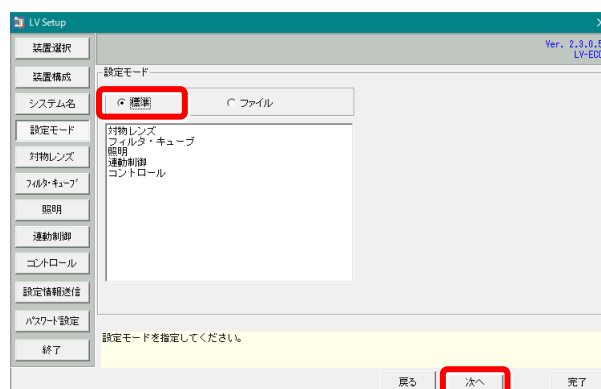 LV Setup
装置選択
Ver. 2.3.0.5
LV-ECO
装置構成
設定モード
システム名
標準
ファイル
設定モード
対物レンズ
フィルタ・キューブ
照明
連動制御
コントロール
対物レンズ
フィルタ・キューブ
照明
連動制御
コントロール
設定情報送信
パスワード設定
設定モードを指定してください。
終了
戻る
次へ
完了